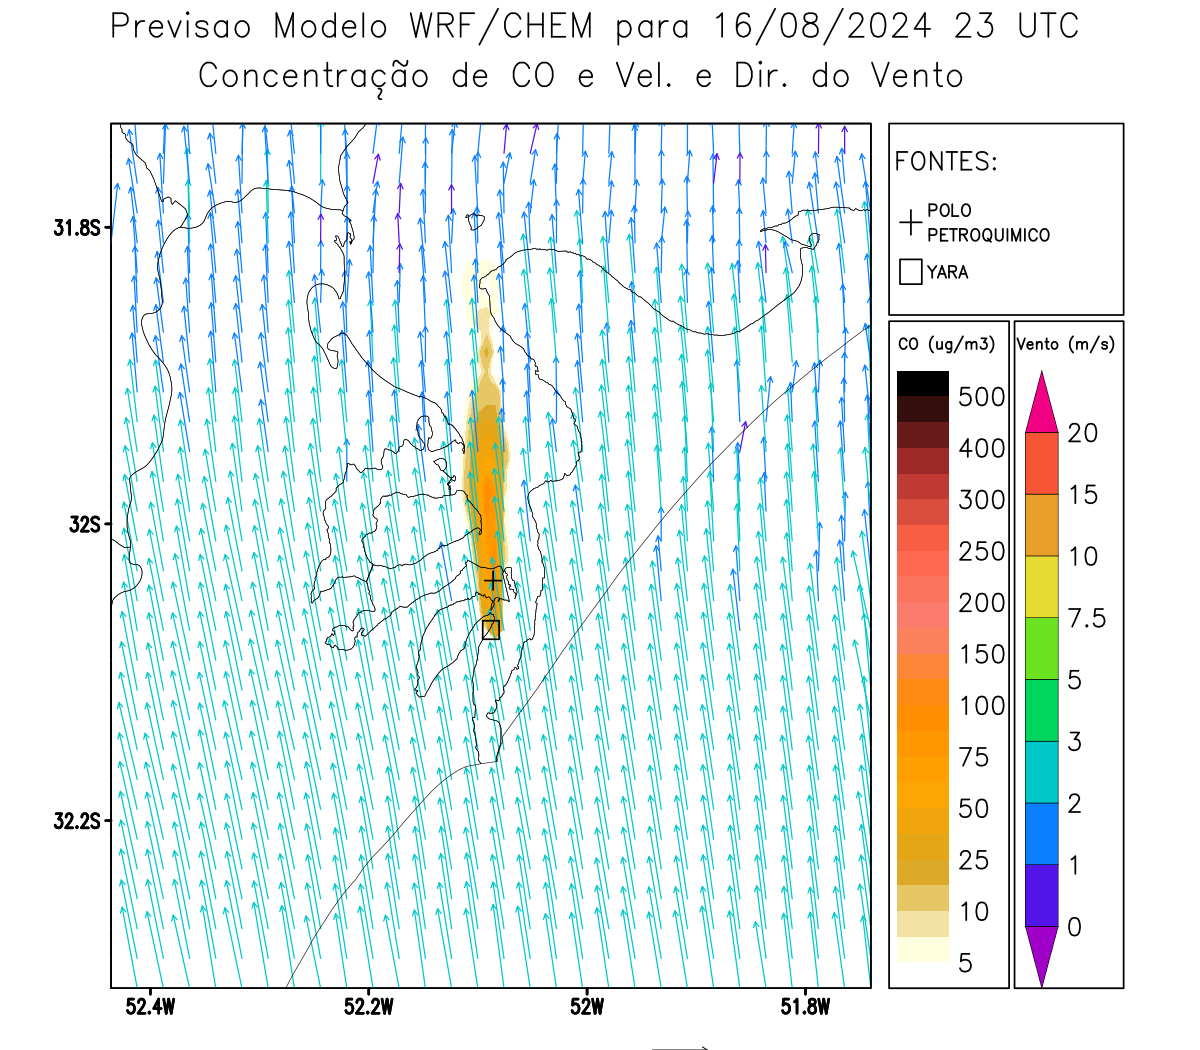 Previsao Modelo WRF/CHEM para 16/08/2024 23 UTC
Concentração de CO e Vel. e Dir. do Vento
FONTES:
POLO
PETROQUIMICO
YARA
31.8S
32S
32.2S
52.4W
52.2W
52W
51.8W
CO (ug/m3)
500
400
300
250
200
150
100
75
50
25
10
5
Vento (m/s)
20
15
10
7.5
5
3
2
1
0